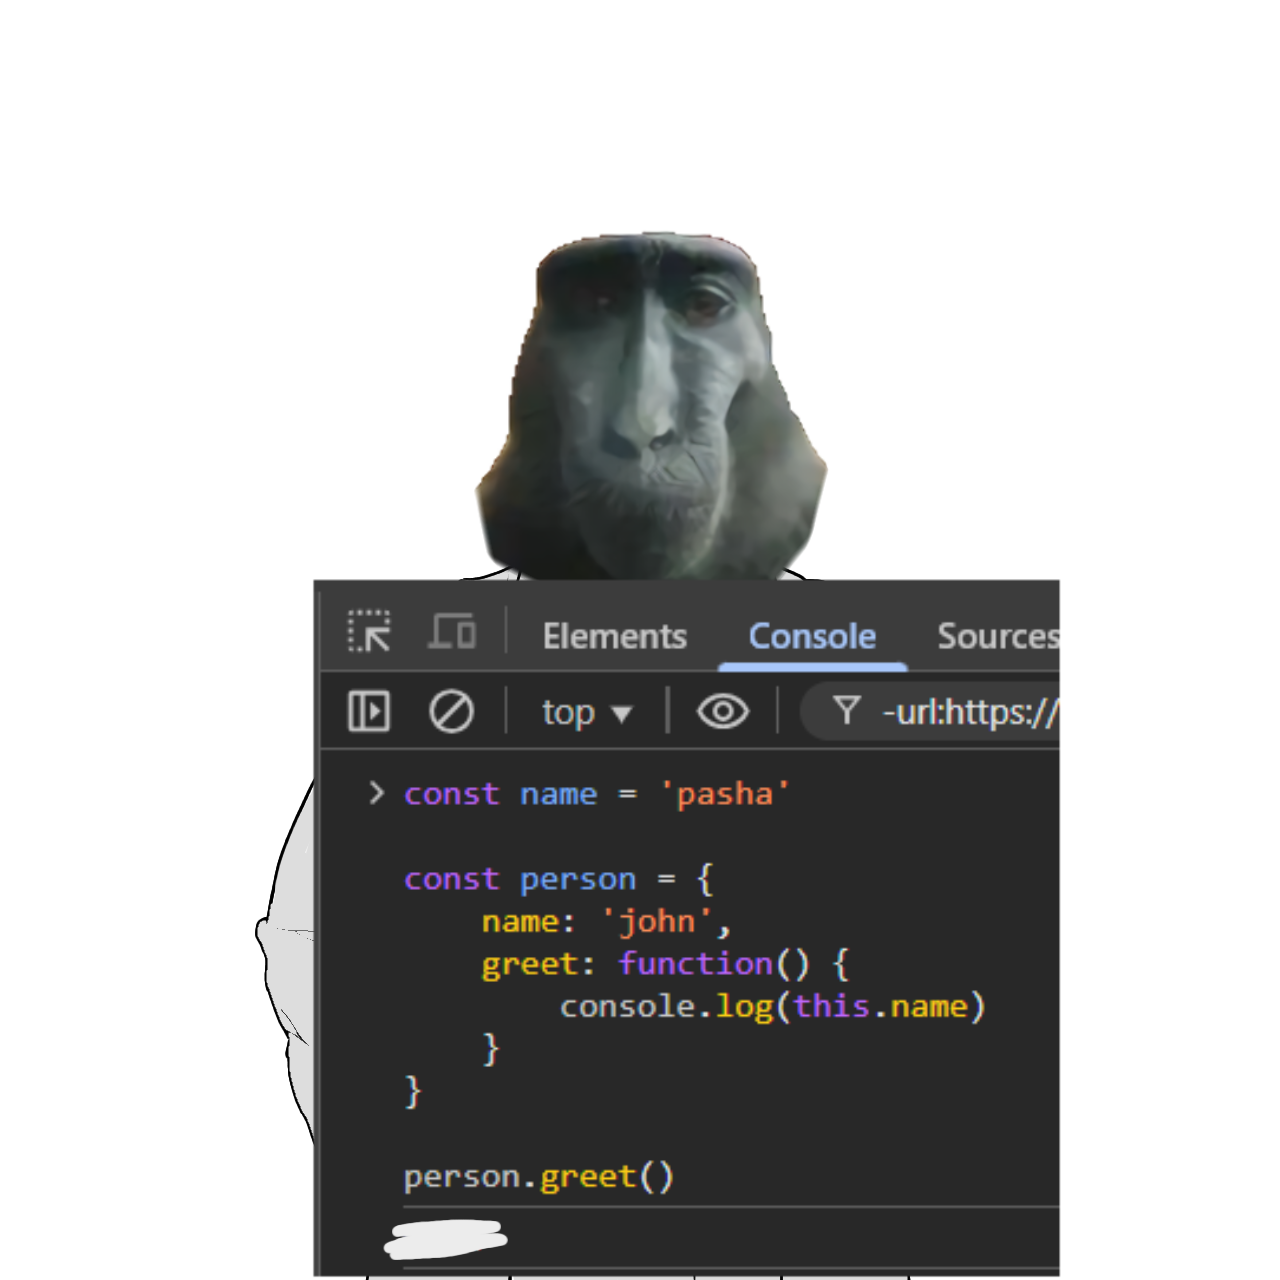 Elements Console Sources
top -url:https://
const name = 'pasha'
const person = {
name: 'john',
greet: function() {
console.log(this.name)
}
}
person.greet()